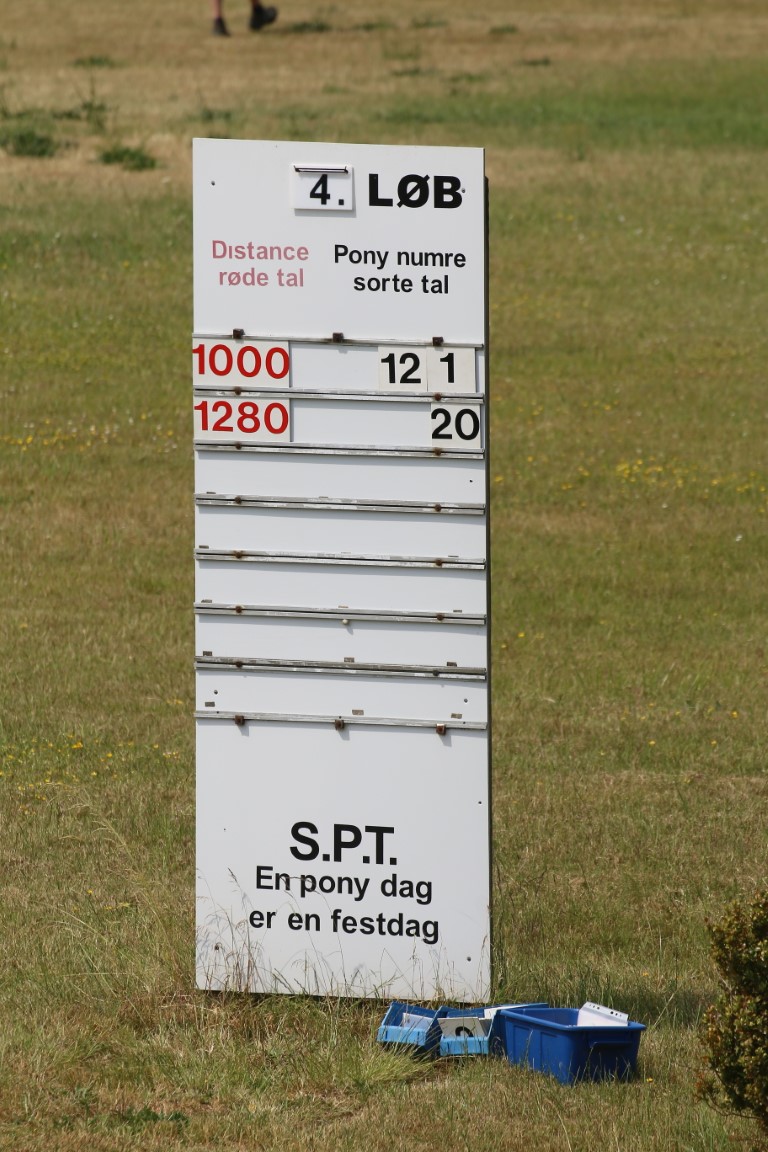 4. LØB
Distance
røde tal
Pony numre
sorte tal
1000 12 1
1280 20
S.P.T.
En pony dag
er en festdag